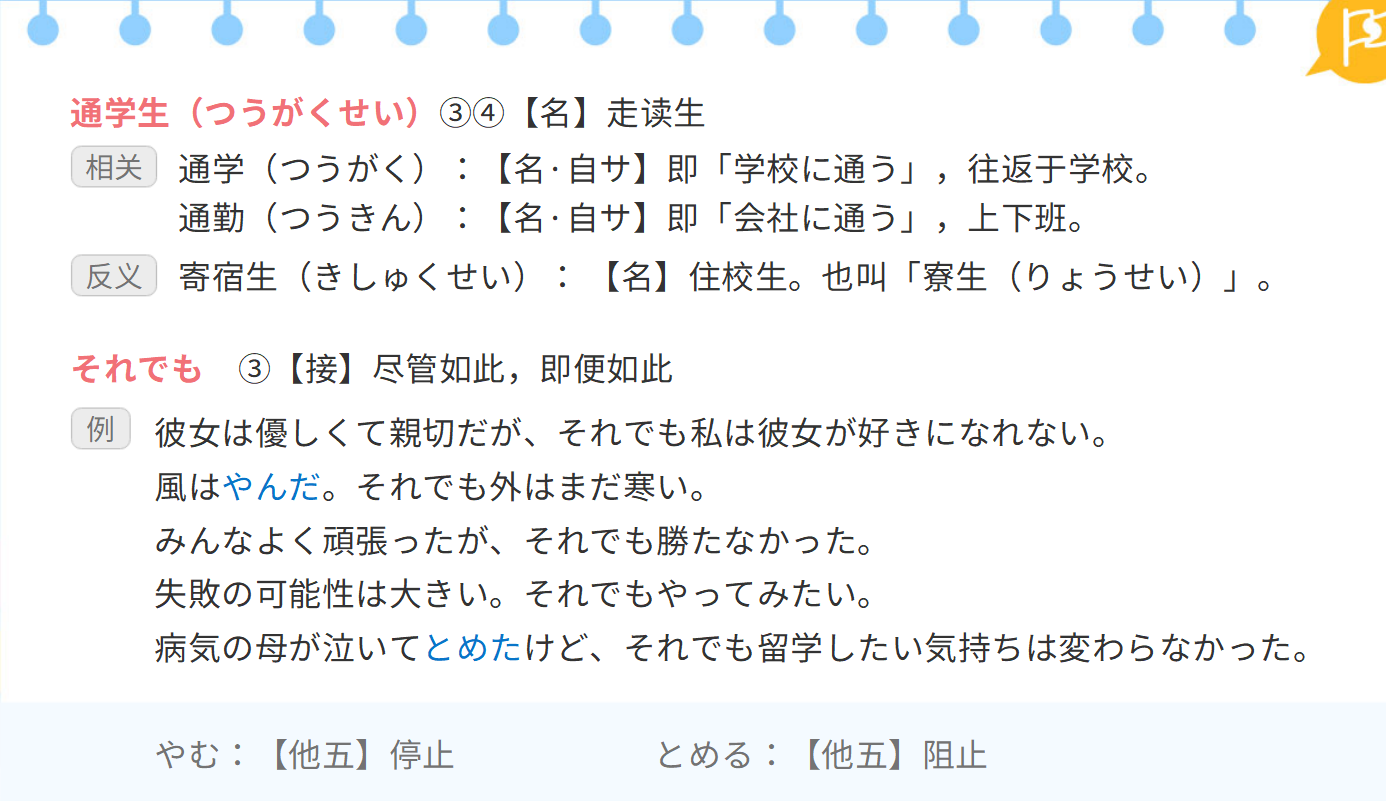 通学生（つうがくせい）③④【名】走读生
相关 通学（つうがく）：【名·自サ】即「学校に通う」，往返于学校。
通勤（つうきん）：【名·自サ】即「会社に通う」，上下班。
反义 寄宿生（きしゅくせい）：【名】住校生。也叫「寮生（りょうせい）」。
それでも ③【接】尽管如此，即便如此
例 彼女は優しくて親切だが、それでも私は彼女が好きになれない。
風はやんだ。それでも外はまだ寒い。
みんなよく頑張ったが、それでも勝たなかった。
失敗の可能性は大きい。それでもやってみたい。
病気の母が泣いてとめたけど、それでも留学したい気持ちは変わらなかった。
やむ：【他五】停止 とめる：【他五】阻止